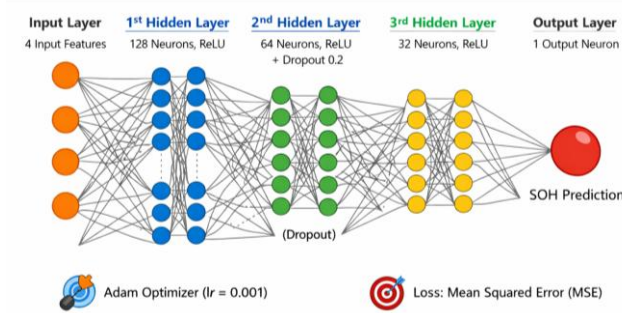 Input Layer
4 Input Features
1st Hidden Layer
128 Neurons, ReLU
2nd Hidden Layer
64 Neurons, ReLU
+ Dropout 0.2
3rd Hidden Layer
32 Neurons, ReLU
Output Layer
1 Output Neuron
SOH Prediction
(Dropout)
Adam Optimizer (lr = 0.001)
Loss: Mean Squared Error (MSE)